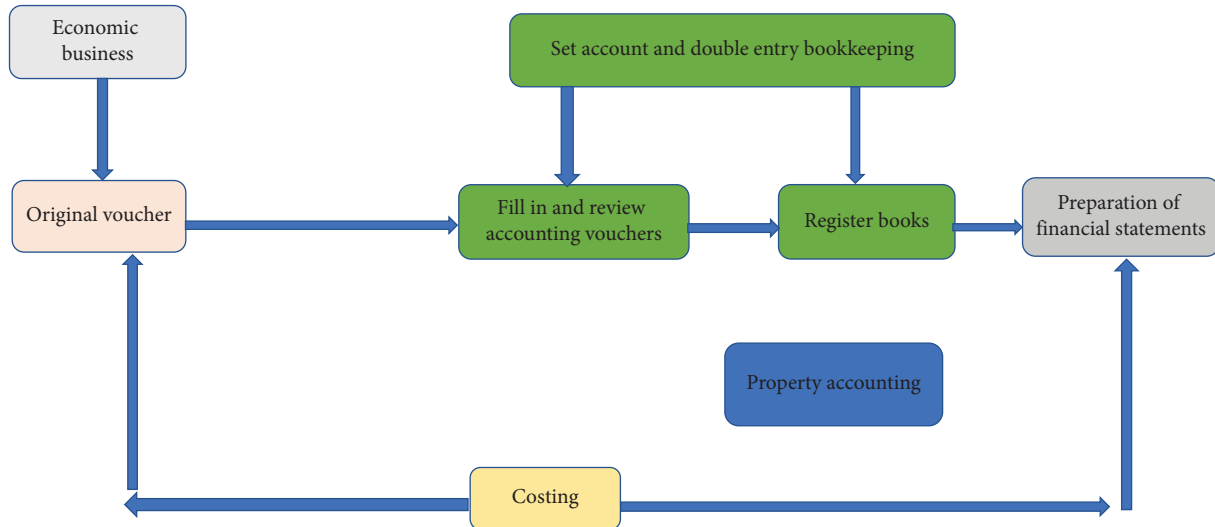 Economic
business
Set account and double entry bookkeeping
Original voucher
Fill in and review
accounting vouchers
Register books
Preparation of
financial statements
Property accounting
Costing